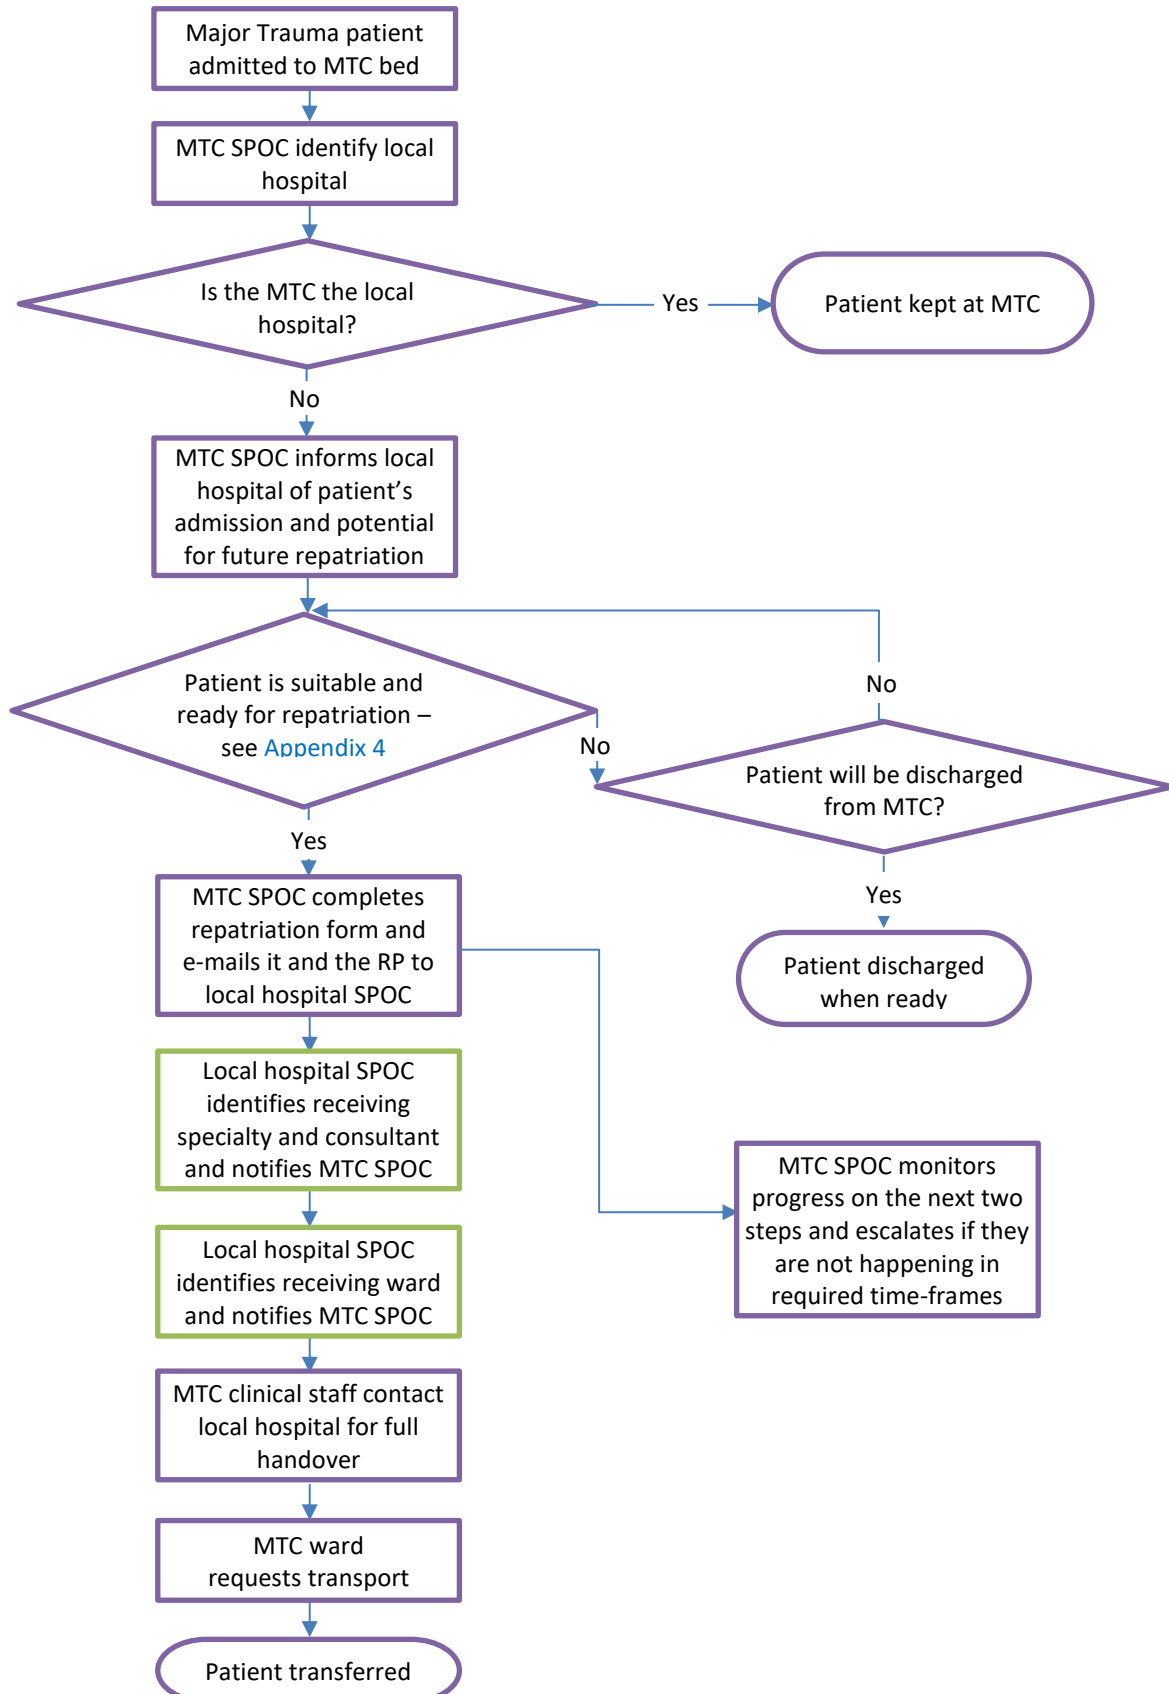 Major Trauma patient
admitted to MTC bed
MTC SPOC identify local
hospital
Is the MTC the local
hospital?
Yes
Patient kept at MTC
No
MTC SPOC informs local
hospital of patient’s
admission and potential
for future repatriation
Patient is suitable and
ready for repatriation –
see Appendix 4
No
No
Patient will be discharged
from MTC?
Yes
Yes
Patient discharged
when ready
MTC SPOC completes
repatriation form and
e-mails it and the RP to
local hospital SPOC
Local hospital SPOC
identifies receiving
specialty and consultant
and notifies MTC SPOC
MTC SPOC monitors
progress on the next two
steps and escalates if they
are not happening in
required time-frames
Local hospital SPOC
identifies receiving ward
and notifies MTC SPOC
MTC clinical staff contact
local hospital for full
handover
MTC ward
requests transport
Patient transferred